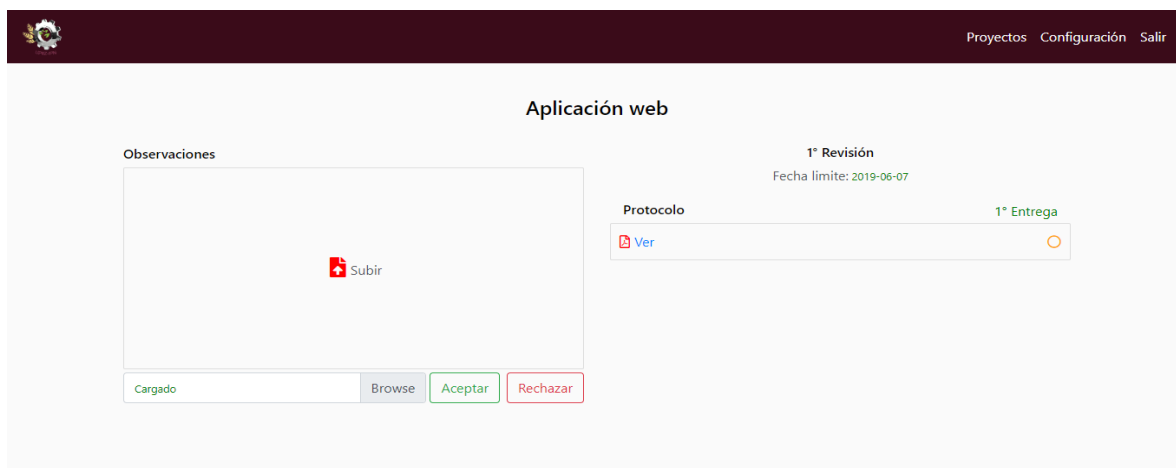 Proyectos Configuración Salir
Aplicación web
Observaciones
Subir
Cargado Browse Aceptar Rechazar
1° Revisión
Fecha limite: 2019-06-07
Protocolo 1° Entrega
Ver